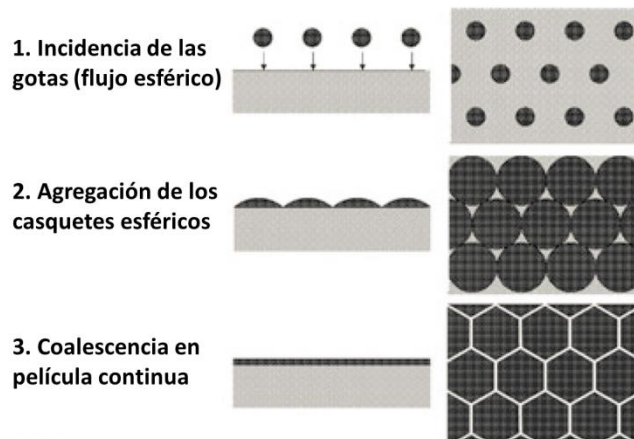 1. Incidencia de las
gotas (flujo esférico)
2. Agregación de los
casquetes esféricos
3. Coalescencia en
película continua